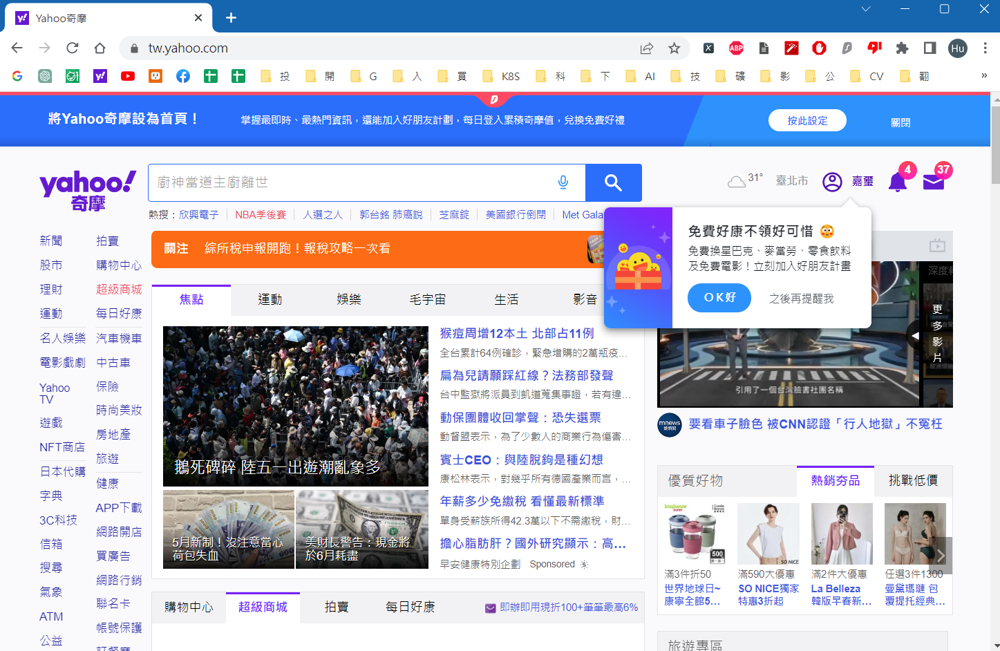 Yahoo奇摩
tw.yahoo.com
ABP
Hu
投
開
G
入
買
K8S
科
下
AI
技
礦
影
公
CV
翻
»
將Yahoo奇摩設為首頁！
掌握最即時、最熱門資訊，還能加入好朋友計劃，每日登入累積奇摩值，兌換免費好禮
按此設定
關閉
yahoo!
奇摩
廚神當道主廚離世
31°
臺北市
嘉璽
4
37
熱搜：欣興電子 NBA季後賽 人選之人 郭台銘 肺癌說 芝麻錠 美國銀行倒閉 Met Gala
免費好康不領好可惜
免費換星巴克、麥當勞、零食飲料
及免費電影！立刻加入好朋友計畫
OK好
之後再提醒我
新聞
股市
理財
運動
名人娛樂
電影戲劇
Yahoo
TV
遊戲
NFT商店
日本代購
字典
3C科技
信箱
搜尋
氣象
ATM
公益
拍賣
購物中心
超級商城
每日好康
汽車機車
中古車
保險
時尚美妝
房地產
旅遊
健康
APP下載
網路開店
買廣告
網路行銷
聯名卡
帳號保護
訂餐廳
關注 綜所稅申報開跑！報稅攻略一次看
焦點
運動
娛樂
毛宇宙
生活
影音
鵝死碑碎 陸五一出遊潮亂象多
5月新制！沒注意當心
荷包失血
美財長警告：現金將
於6月耗盡
猴痘周增12本土 北部占11例
全台累計64例確診，緊急增購的2萬瓶疫...
扁為兒請願踩紅線？法務部發聲
台中監獄將派員到凱道蒐集事證，若有違...
動保團體收回掌聲：恐失選票
動督盟表示，為了少數人的商業行為傷害...
賓士CEO：與陸脫鉤是種幻想
康松林表示，對幾乎所有德國產業而言，...
年薪多少免繳稅 看懂最新標準
單身受薪族所得42.3萬以下不需繳稅，財...
擔心脂肪肝？國外研究顯示：高...
早安健康特別企劃 Sponsored
購物中心
超級商城
拍賣
每日好康
即辦即用現折100+筆筆最高6%
深度
更多影片
引用了一個台灣臉書社團名稱
mnews
鏡新聞
要看車子臉色 被CNN認證「行人地獄」不冤枉
優質好物
熱銷夯品
挑戰低價
Snapware
500
SO NICE
滿3件折50
世界地球日~
康寧全館5...
滿590大優惠
SO NICE獨家
特惠3折起
滿2件大優惠
La Belleza
韓版早春新...
任選3件1300
曼黛瑪璉 包
覆提托經典...
旅遊專區